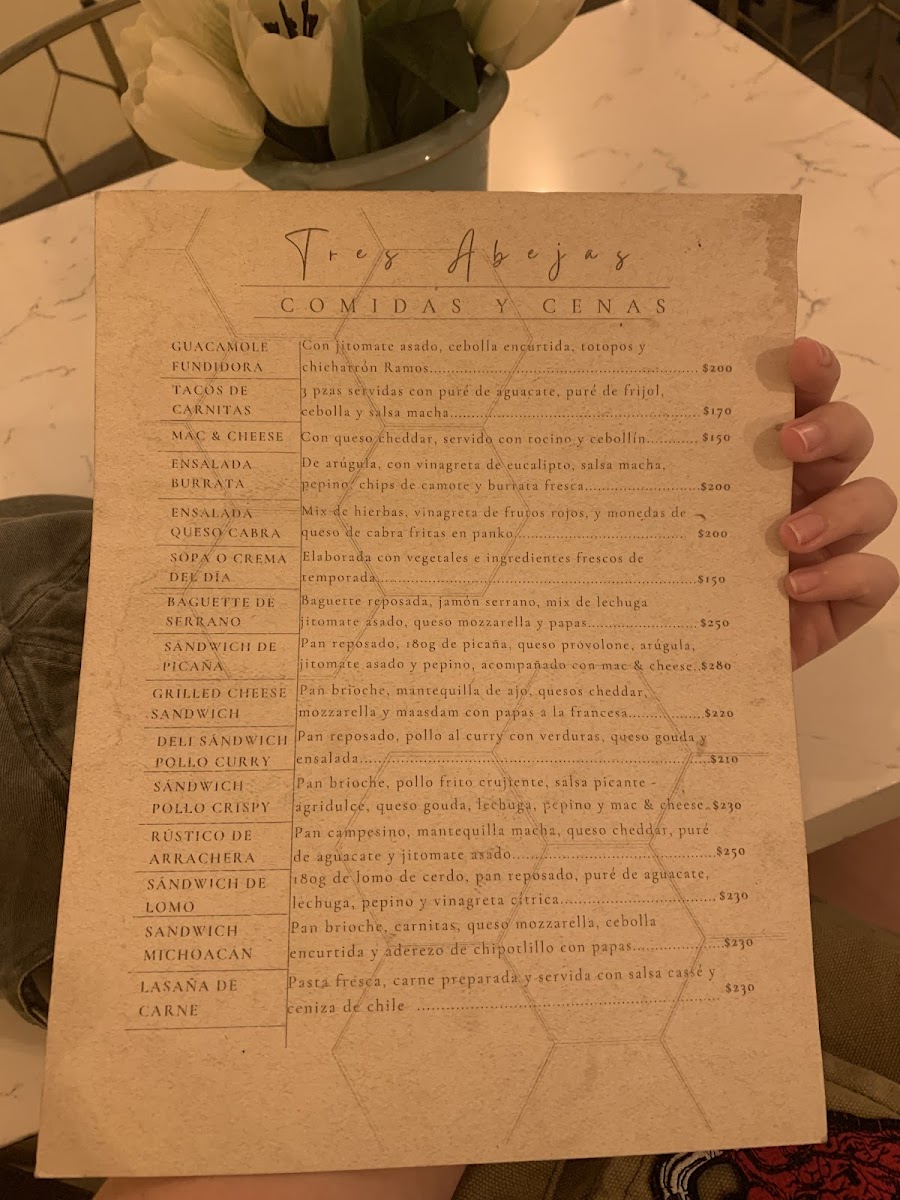 Tres Abejas
COMIDAS Y CENAS
GUACAMOLE FUNDIDORA
Con jitomate asado, cebolla encurtida, totopos y
chicharrón Ramos.......... $200
TACOS DE CARNITAS
3 pzas servidas con puré de aguacate, puré de frijol,
cebolla y salsa macha.......... $170
MAC & CHEESE
Con queso cheddar, servido con tocino y cebollín.......... $150
ENSALADA BURRATA
De arúgula, con vinagreta de eucalipto, salsa macha,
pepino, chips de camote y burrata fresca.......... $200
ENSALADA QUESO CABRA
Mix de hierbas, vinagreta de frutos rojos, y monedas de
queso de cabra fritas en panko.......... $200
SOPA O CREMA DEL DÍA
Elaborada con vegetales e ingredientes frescos de
temporada.......... $150
BAGUETTE DE SERRANO
Baguette reposada, jamón serrano, mix de lechuga
jitomate asado, queso mozzarella y papas.......... $250
SÁNDWICH DE PICAÑA
Pan reposado, 180g de picaña, queso provolone, arúgula,
jitomate asado y pepino, acompañado con mac & cheese..$280
GRILLED CHEESE SANDWICH
Pan brioche, mantequilla de ajo, quesos cheddar,
mozzarella y maasdam con papas a la francesa.......... $220
DELI SÁNDWICH POLLO CURRY
Pan reposado, pollo al curry con verduras, queso gouda y
ensalada.......... $210
SÁNDWICH POLLO CRISPY
Pan brioche, pollo frito crujiente, salsa picante -
agridulce, queso gouda, lechuga, pepino y mac & cheese..$230
RÚSTICO DE ARRACHERA
Pan campesino, mantequilla macha, queso cheddar, puré
de aguacate y jitomate asado.......... $250
SÁNDWICH DE LOMO
180g de lomo de cerdo, pan reposado, puré de aguacate,
lechuga, pepino y vinagreta cítrica.......... $230
SANDWICH MICHOACÁN
Pan brioche, carnitas, queso mozzarella, cebolla
encurtida y aderezo de chipotlillo con papas.......... $230
LASAÑA DE CARNE
Pasta fresca, carne preparada y servida con salsa cassé y
ceniza de chile .......... $230